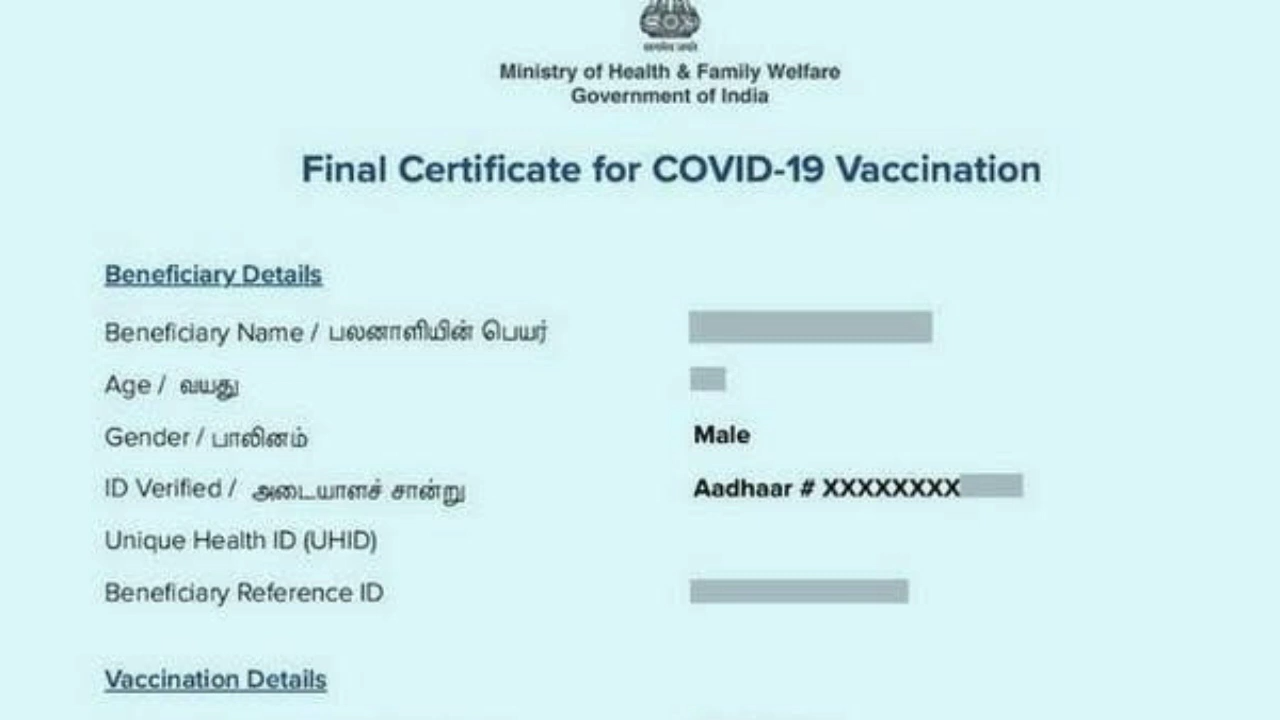 Ministry of Health & Family Welfare
Government of India
Final Certificate for COVID-19 Vaccination
Beneficiary Details
Beneficiary Name / பலனாளியின் பெயர்
Age / வயது
Gender / பாலினம் Male
ID Verified / அடையாளச் சான்று Aadhaar # XXXXXXXX
Unique Health ID (UHID)
Beneficiary Reference ID
Vaccination Details